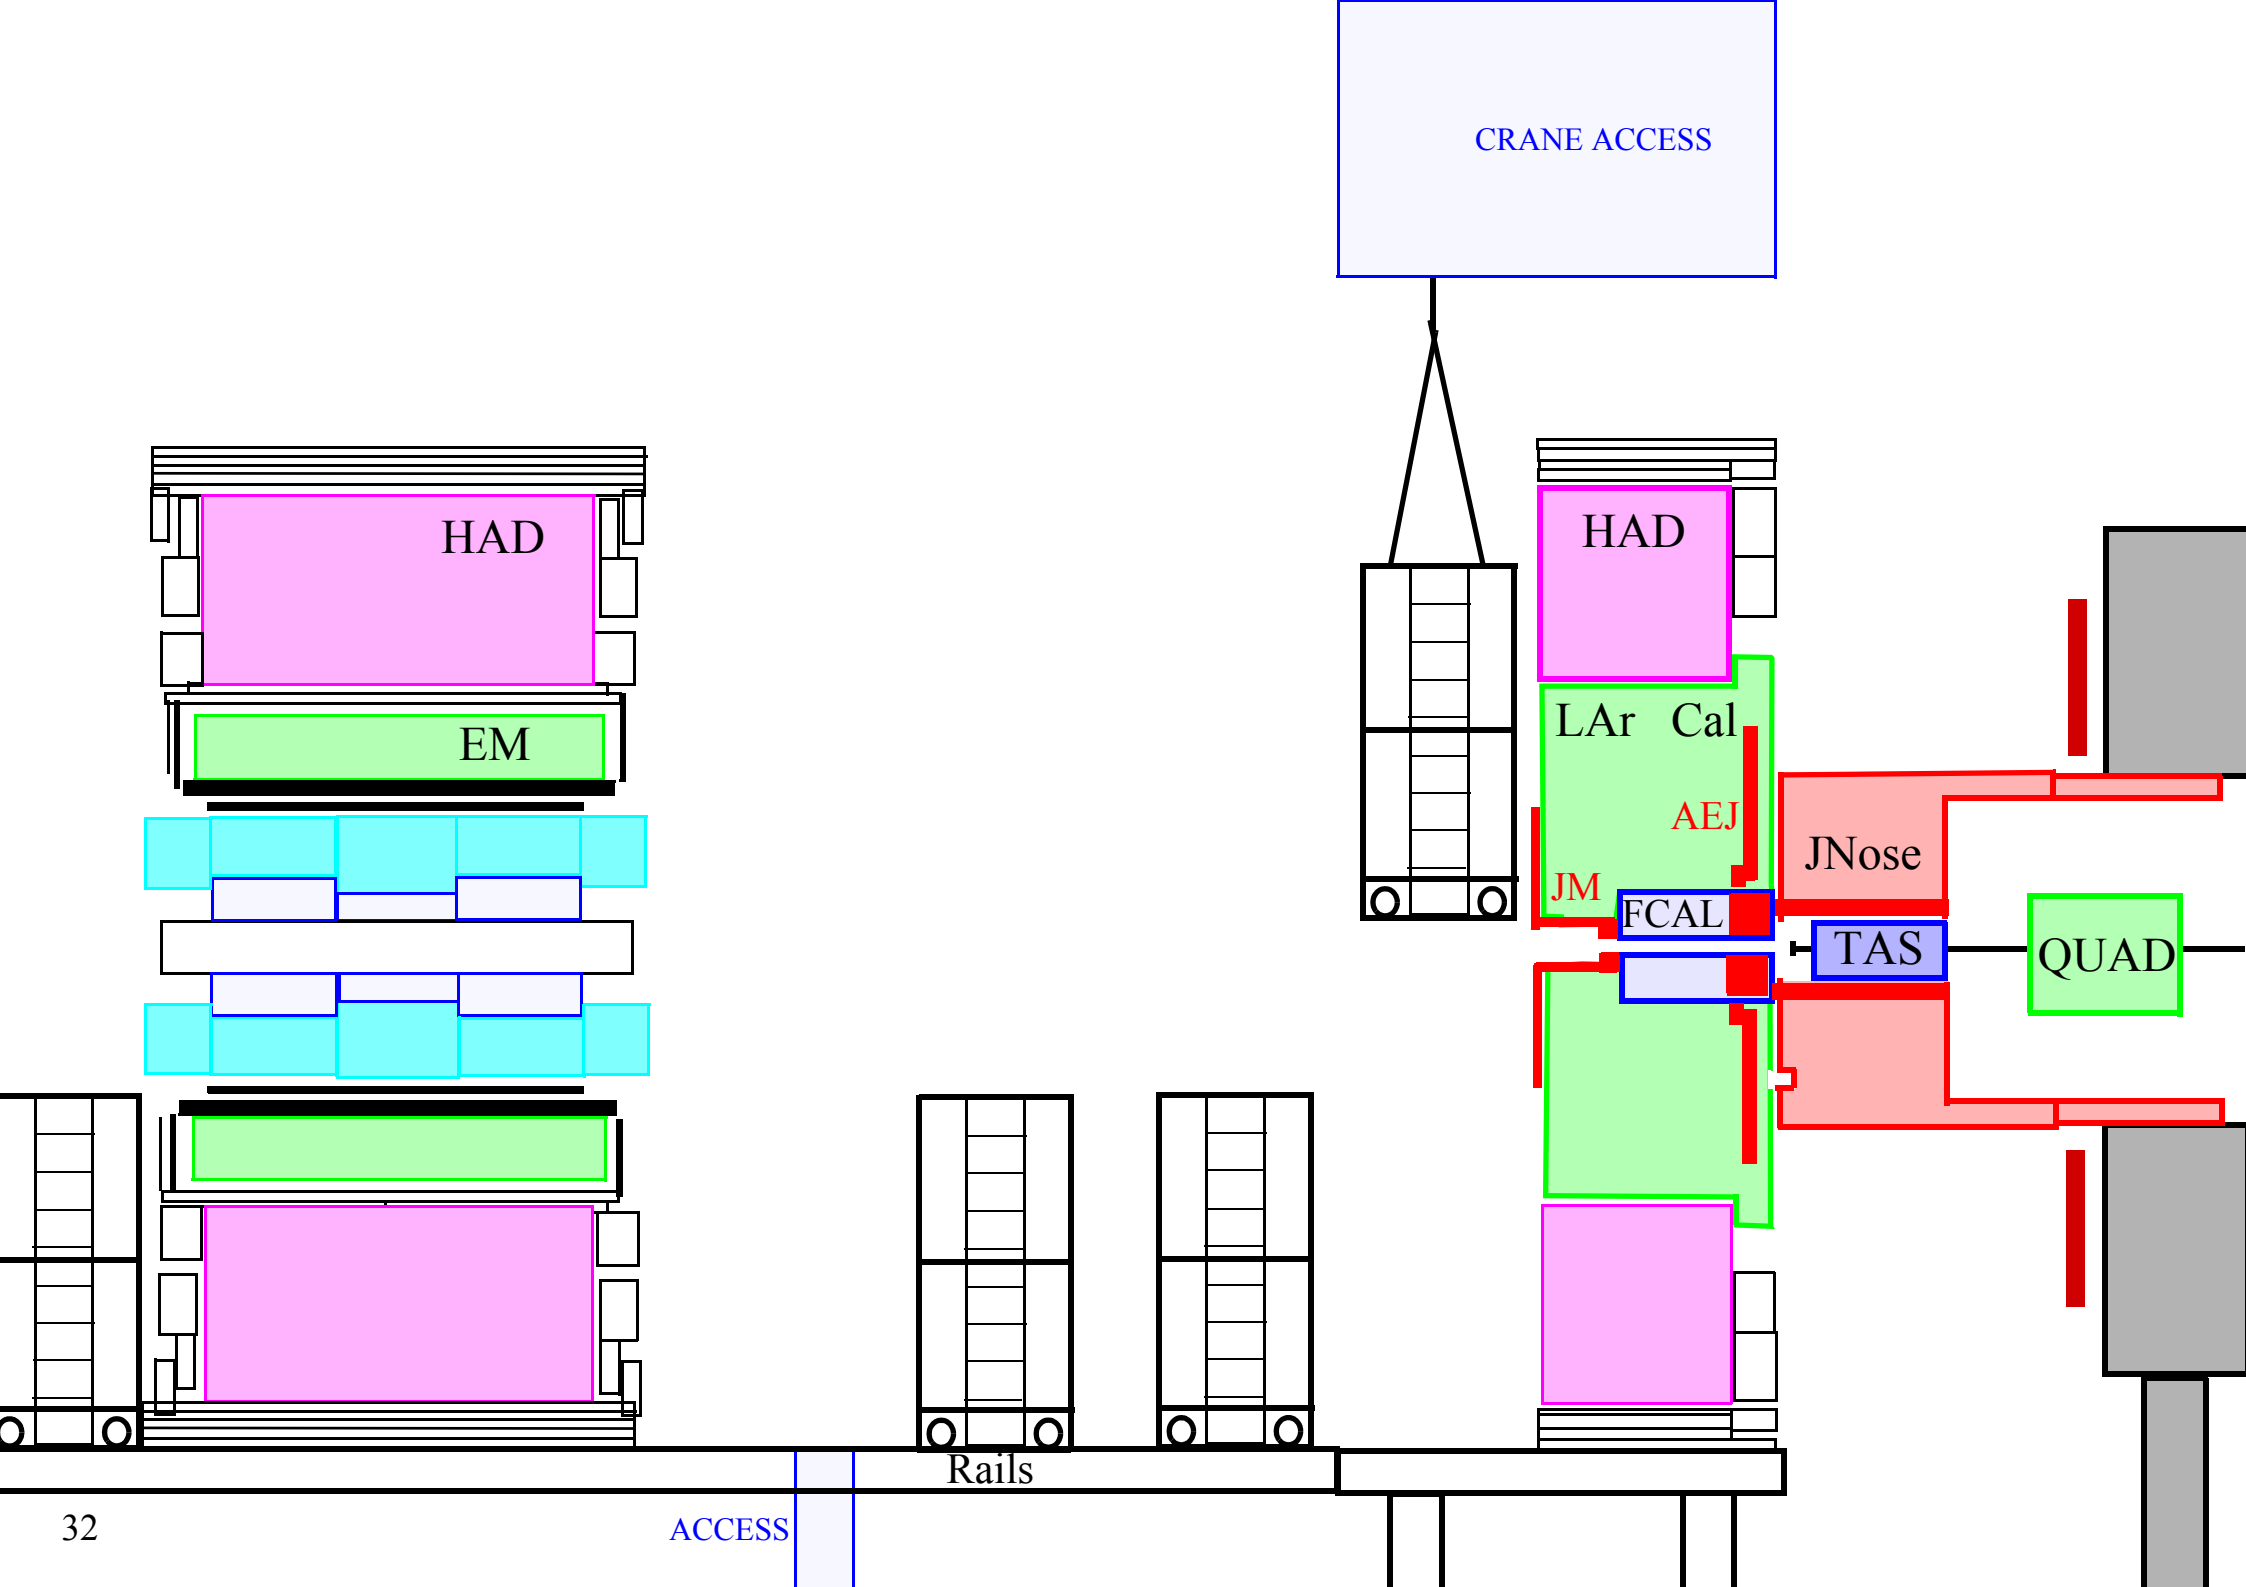 CRANE ACCESS
HAD
HAD
EM
LAr Cal
AEJ
JNose
JM
FCAL
TAS
QUAD
Rails
32
ACCESS